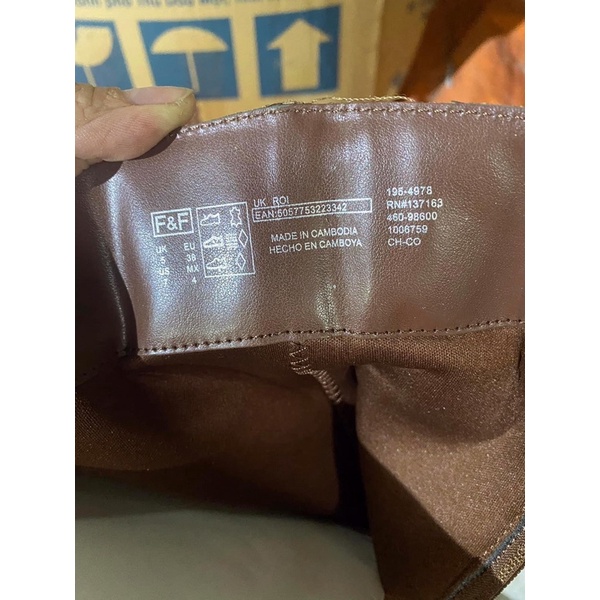 F&F
UK EU
5 38
US MX
7 4
UK ROI
EAN:5057753223342
MADE IN CAMBODIA
HECHO EN CAMBOYA
195-4978
RN#137163
460-98600
1006759
CH-CO